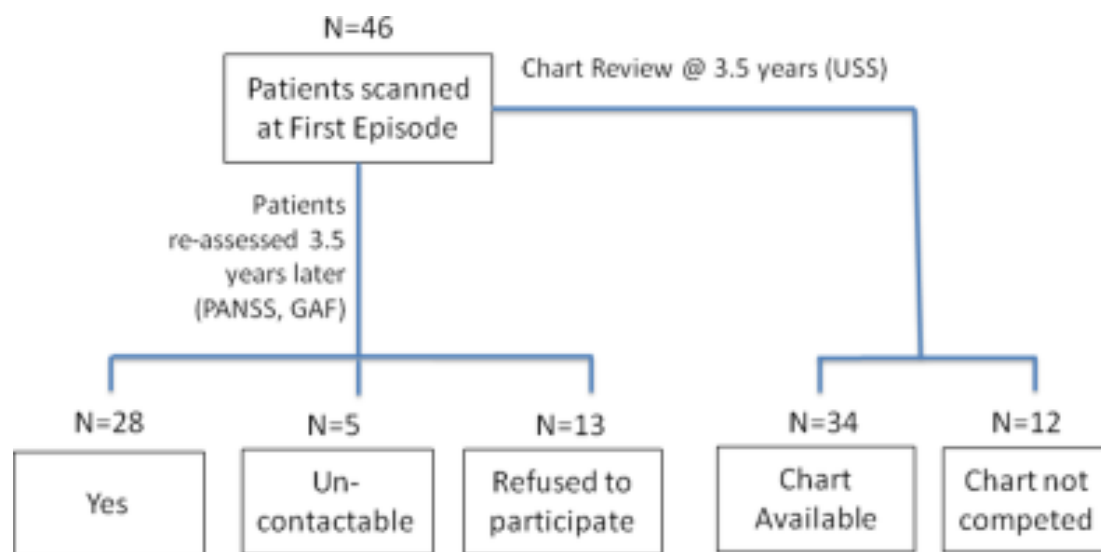 N=46
Patients scanned
at First Episode
Chart Review @ 3.5 years (USS)
Patients
re-assessed 3.5
years later
(PANSS, GAF)
N=28
Yes
N=5
Un-
contactable
N=13
Refused to
participate
N=34
Chart
Available
N=12
Chart not
competed